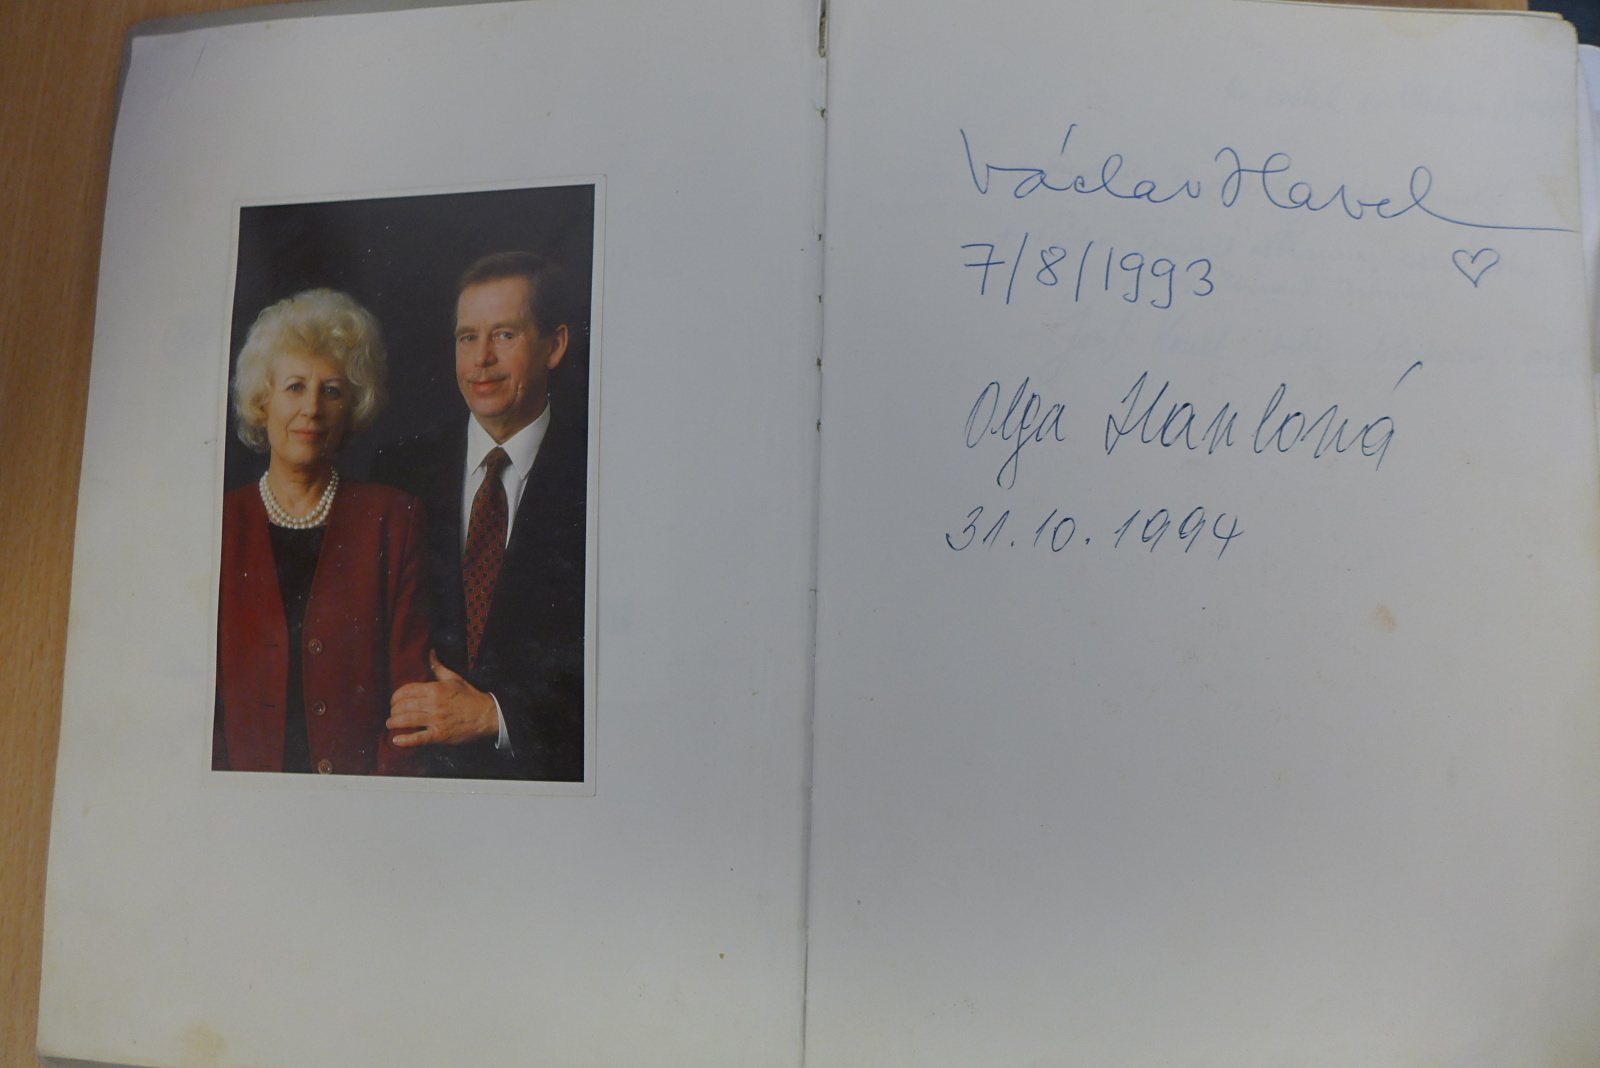 Václav Havel
7/8/1993
Olga Havlová
31.10.1994